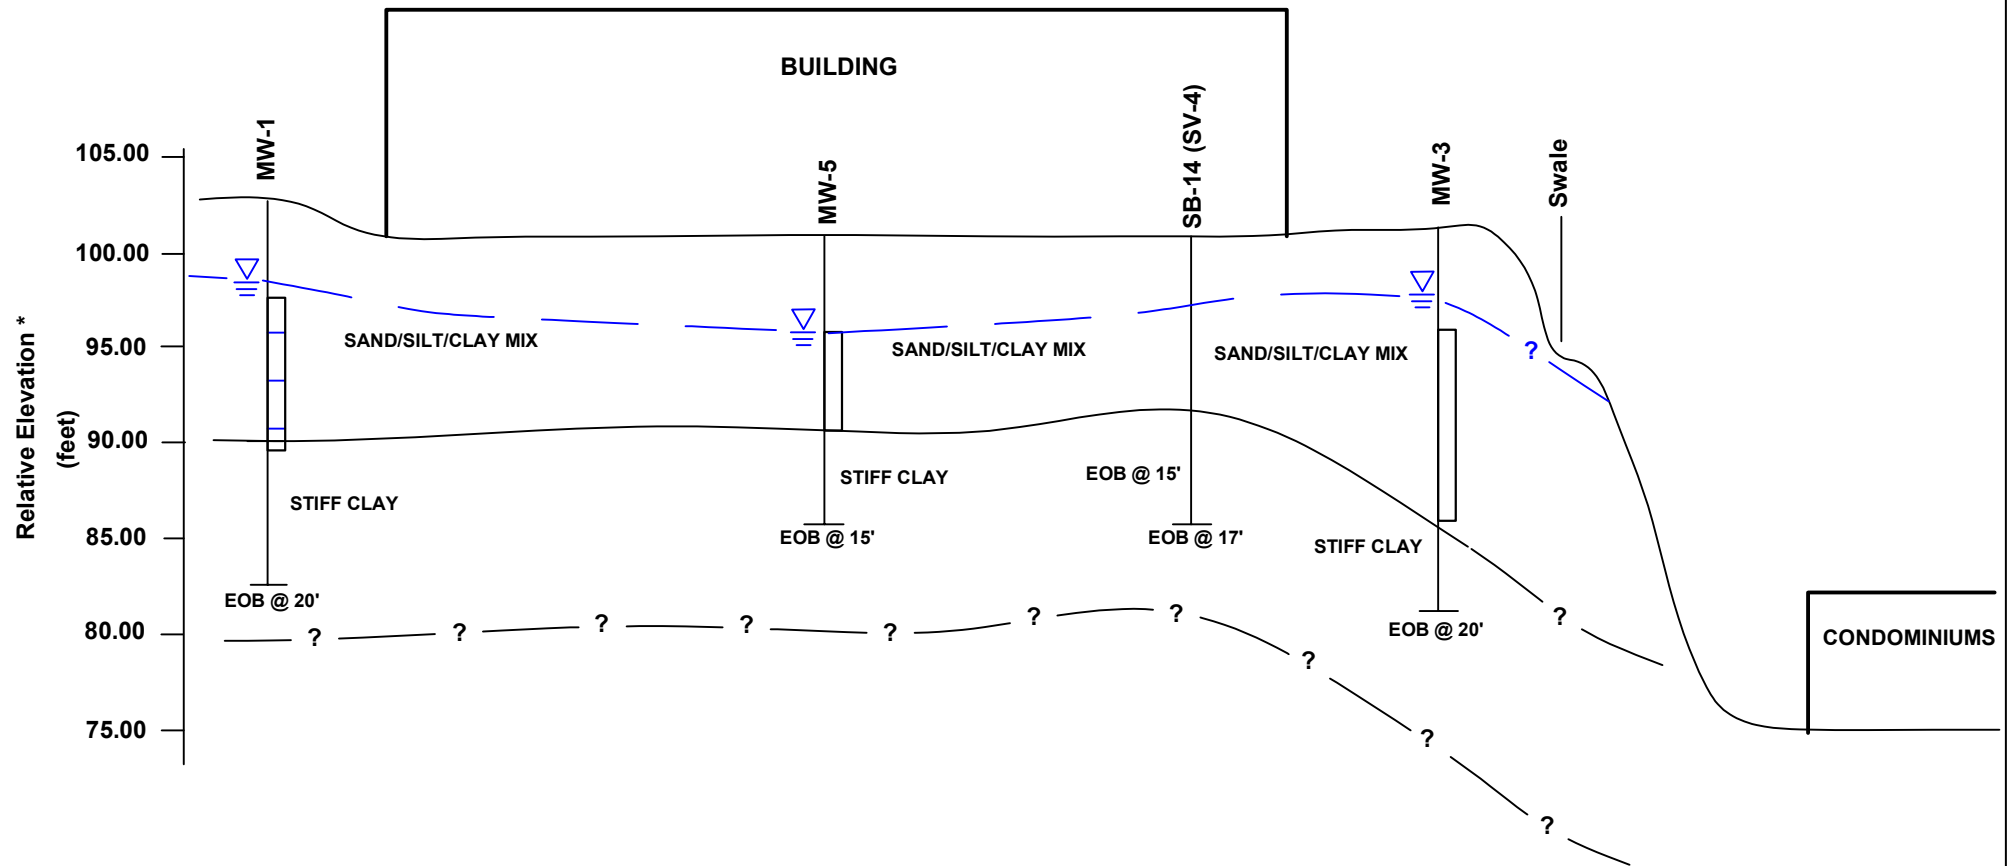 BUILDING
MW-1
MW-5
SB-14 (SV-4)
MW-3
Swale
105.00
100.00
95.00
90.00
85.00
80.00
75.00
Relative Elevation *
(feet)
SAND/SILT/CLAY MIX
SAND/SILT/CLAY MIX
SAND/SILT/CLAY MIX
?
STIFF CLAY
STIFF CLAY
EOB @ 15'
STIFF CLAY
EOB @ 20'
EOB @ 15'
EOB @ 17'
EOB @ 20'
?
?
?
?
?
?
?
?
?
?
?
CONDOMINIUMS